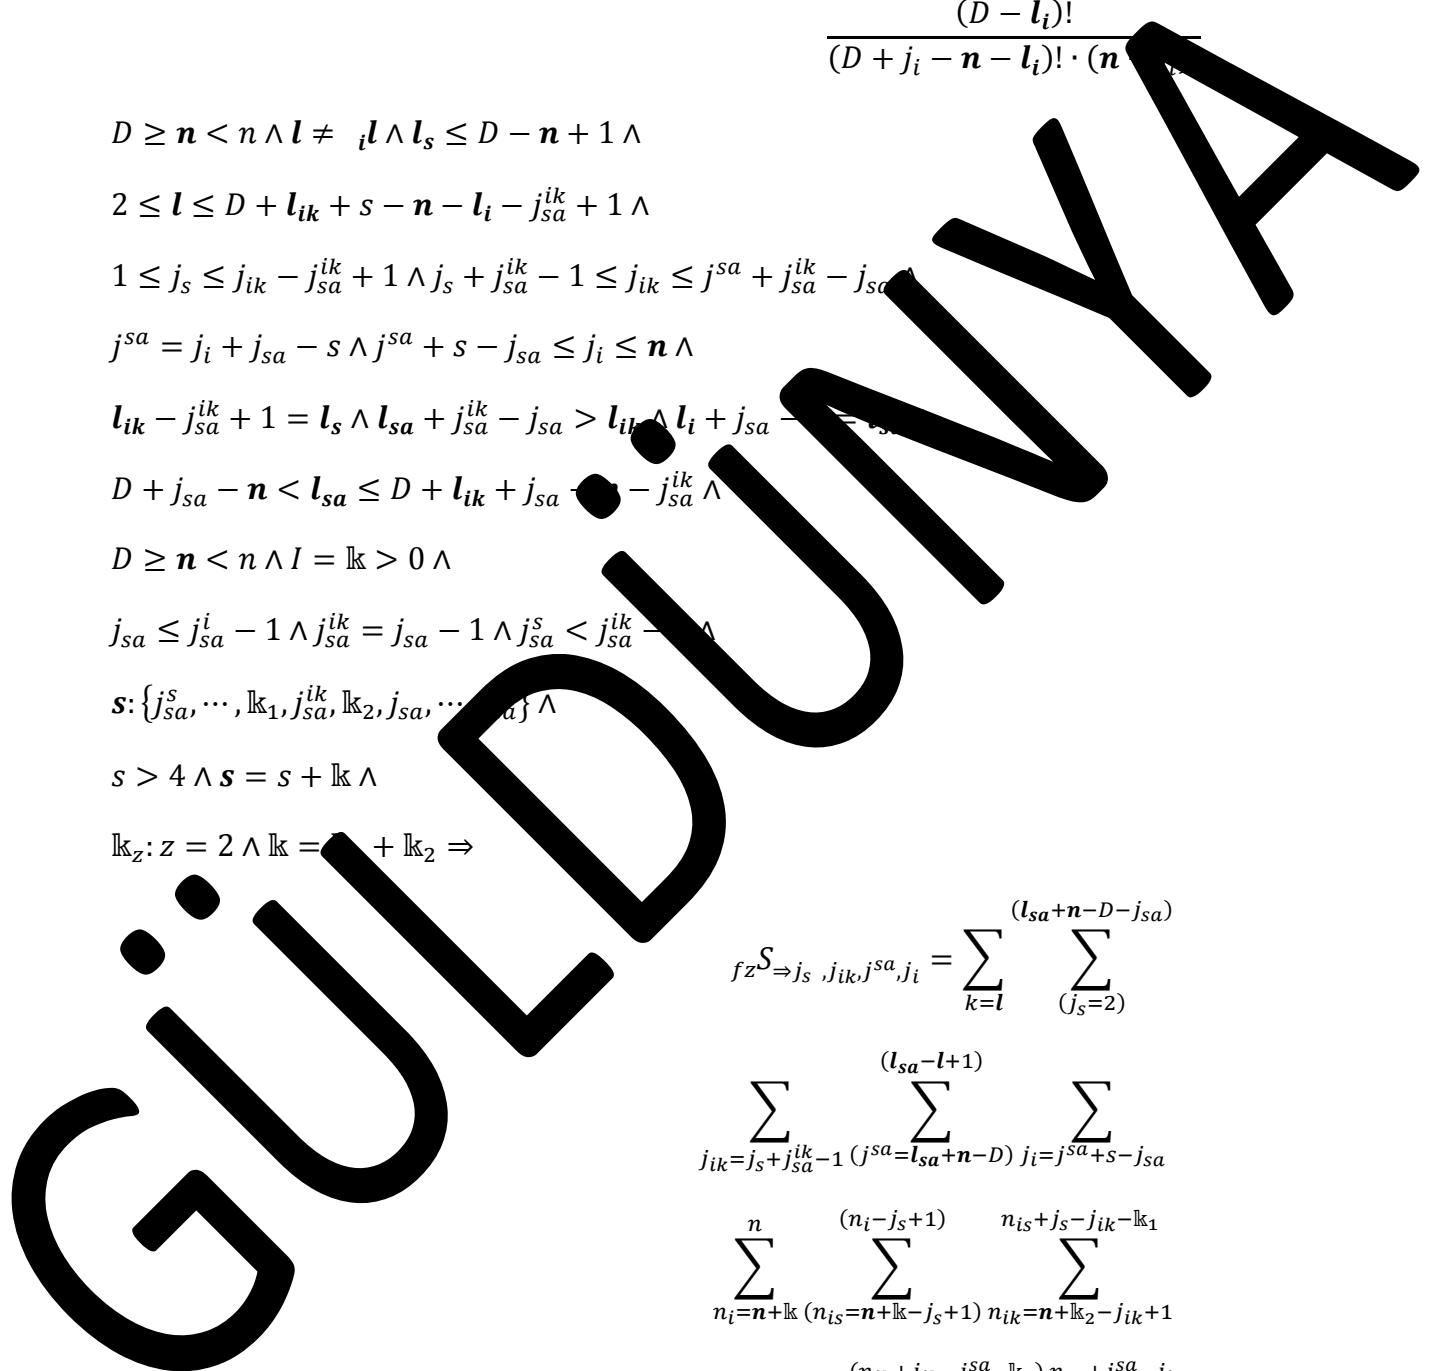 (D − l_i)!
(D + j_i − n − l_i)! · (n
D ≥ n < n ∧ l ≠ _il ∧ l_s ≤ D − n + 1 ∧
2 ≤ l ≤ D + l_ik + s − n − l_i − j_sa^ik + 1 ∧
1 ≤ j_s ≤ j_ik − j_sa^ik + 1 ∧ j_s + j_sa^ik − 1 ≤ j_ik ≤ j^sa + j_sa^ik − j_sa ∧
j^sa = j_i + j_sa − s ∧ j^sa + s − j_sa ≤ j_i ≤ n ∧
l_ik − j_sa^ik + 1 = l_s ∧ l_sa + j_sa^ik − j_sa > l_ik ∧ l_i + j_sa − =
D + j_sa − n < l_sa ≤ D + l_ik + j_sa − − j_sa^ik ∧
D ≥ n < n ∧ I = 𝕜 > 0 ∧
j_sa ≤ j_sa^i − 1 ∧ j_sa^ik = j_sa − 1 ∧ j_sa^s < j_sa^ik − ∧
s: {j_sa^s, ⋯ , 𝕜_1, j_sa^ik, 𝕜_2, j_sa, ⋯ } ∧
s > 4 ∧ s = s + 𝕜 ∧
𝕜_z: z = 2 ∧ 𝕜 = + 𝕜_2 ⇒
GÜLDÜNYA
(l_sa+n−D−j_sa)
_fzS_⇒j_s ,j_ik,j^sa,j_i = ∑ ∑
k=l (j_s=2)
(l_sa−l+1)
∑ ∑ ∑
j_ik=j_s+j_sa^ik−1 (j^sa=l_sa+n−D) j_i=j^sa+s−j_sa
n (n_i−j_s+1) n_is+j_s−j_ik−𝕜_1
∑ ∑ ∑
n_i=n+𝕜 (n_is=n+𝕜−j_s+1) n_ik=n+𝕜_2−j_ik+1